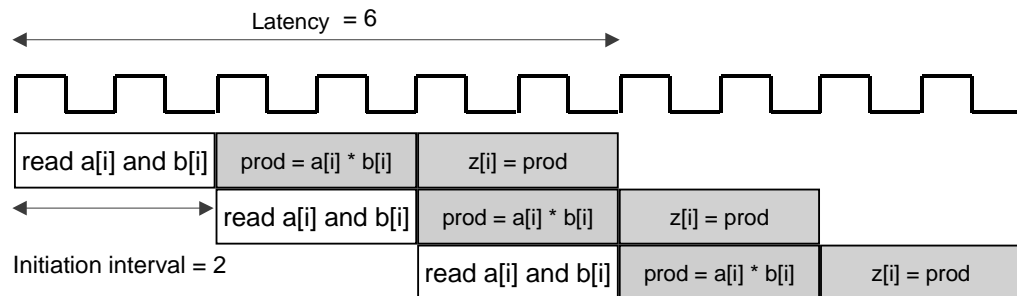 Latency = 6
read a[i] and b[i] prod = a[i] * b[i] z[i] = prod
read a[i] and b[i] prod = a[i] * b[i] z[i] = prod
Initiation interval = 2
read a[i] and b[i] prod = a[i] * b[i] z[i] = prod